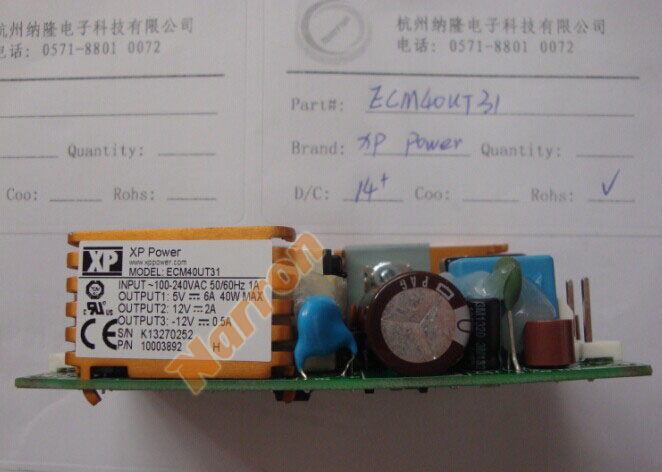 杭州纳隆电子科技有限公司
电话: 0571-8801 0072
Quantity:
Coo: Rohs:
杭州纳隆电子科技有限公司
电话: 0571-8801 0072
Part#: ECM40UT31
Brand: XP Power Quantity:
D/C: 14+ Coo: Rohs: ✓
XP XP Power
www.xppower.com
MODEL: ECM40UT31
INPUT ~100-240VAC 50/60Hz 1A
OUTPUT1: 5V ⎓ 6A 40W MAX
OUTPUT2: 12V ⎓ 2A
OUTPUT3: -12V ⎓ 0.5A
S/N K13270252
P/N 10003892 H
CE
Narron